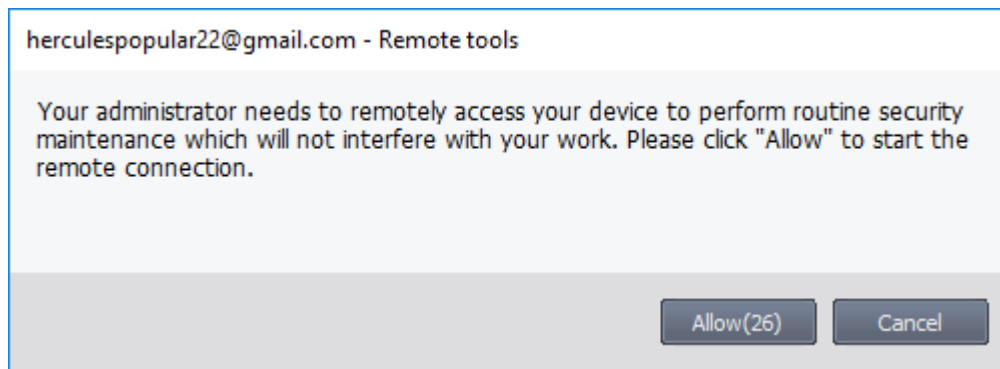 herculespopular22@gmail.com - Remote tools
Your administrator needs to remotely access your device to perform routine security
maintenance which will not interfere with your work. Please click "Allow" to start the
remote connection.
Allow(26)
Cancel